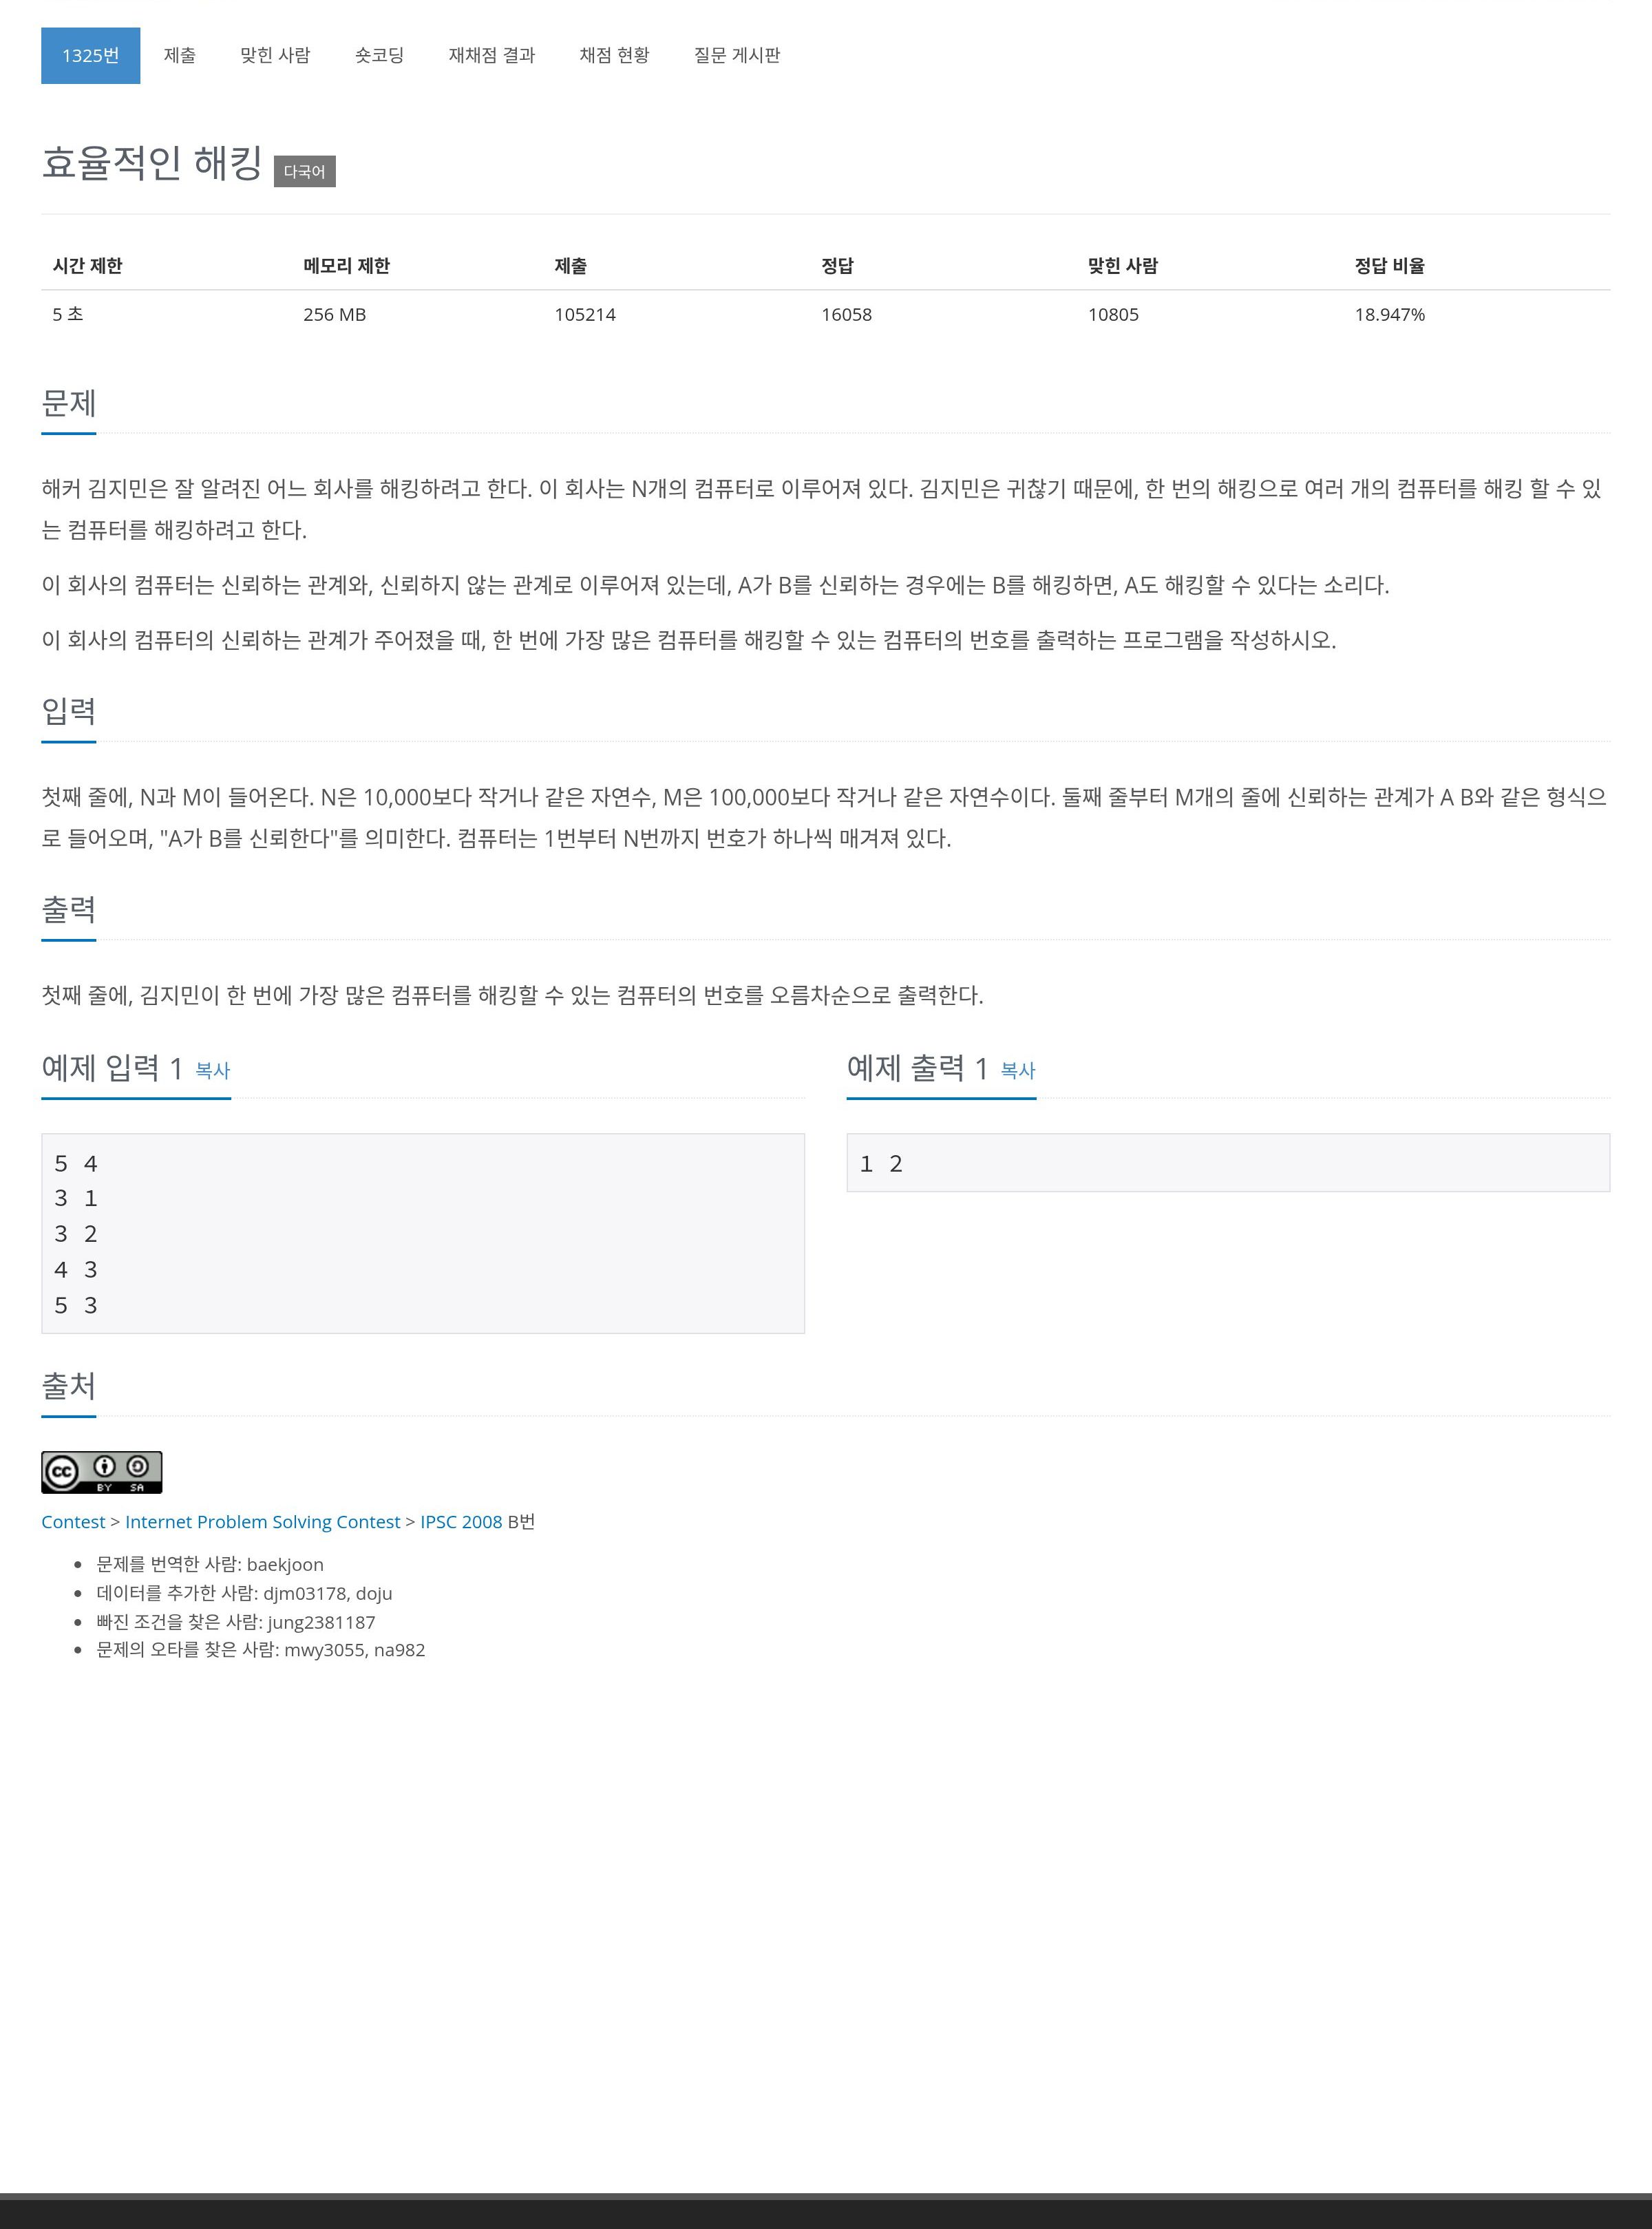 1325번 제출 맞힌 사람 숏코딩 재채점 결과 채점 현황 질문 게시판
효율적인 해킹 다국어
시간 제한 메모리 제한 제출 정답 맞힌 사람 정답 비율
5 초 256 MB 105214 16058 10805 18.947%
문제
해커 김지민은 잘 알려진 어느 회사를 해킹하려고 한다. 이 회사는 N개의 컴퓨터로 이루어져 있다. 김지민은 귀찮기 때문에, 한 번의 해킹으로 여러 개의 컴퓨터를 해킹 할 수 있
는 컴퓨터를 해킹하려고 한다.
이 회사의 컴퓨터는 신뢰하는 관계와, 신뢰하지 않는 관계로 이루어져 있는데, A가 B를 신뢰하는 경우에는 B를 해킹하면, A도 해킹할 수 있다는 소리다.
이 회사의 컴퓨터의 신뢰하는 관계가 주어졌을 때, 한 번에 가장 많은 컴퓨터를 해킹할 수 있는 컴퓨터의 번호를 출력하는 프로그램을 작성하시오.
입력
첫째 줄에, N과 M이 들어온다. N은 10,000보다 작거나 같은 자연수, M은 100,000보다 작거나 같은 자연수이다. 둘째 줄부터 M개의 줄에 신뢰하는 관계가 A B와 같은 형식으
로 들어오며, "A가 B를 신뢰한다"를 의미한다. 컴퓨터는 1번부터 N번까지 번호가 하나씩 매겨져 있다.
출력
첫째 줄에, 김지민이 한 번에 가장 많은 컴퓨터를 해킹할 수 있는 컴퓨터의 번호를 오름차순으로 출력한다.
예제 입력 1 복사
5 4
3 1
3 2
4 3
5 3
예제 출력 1 복사
1 2
출처
cc BY SA
Contest > Internet Problem Solving Contest > IPSC 2008 B번
문제를 번역한 사람: baekjoon
데이터를 추가한 사람: djm03178, doju
빠진 조건을 찾은 사람: jung2381187
문제의 오타를 찾은 사람: mwy3055, na982